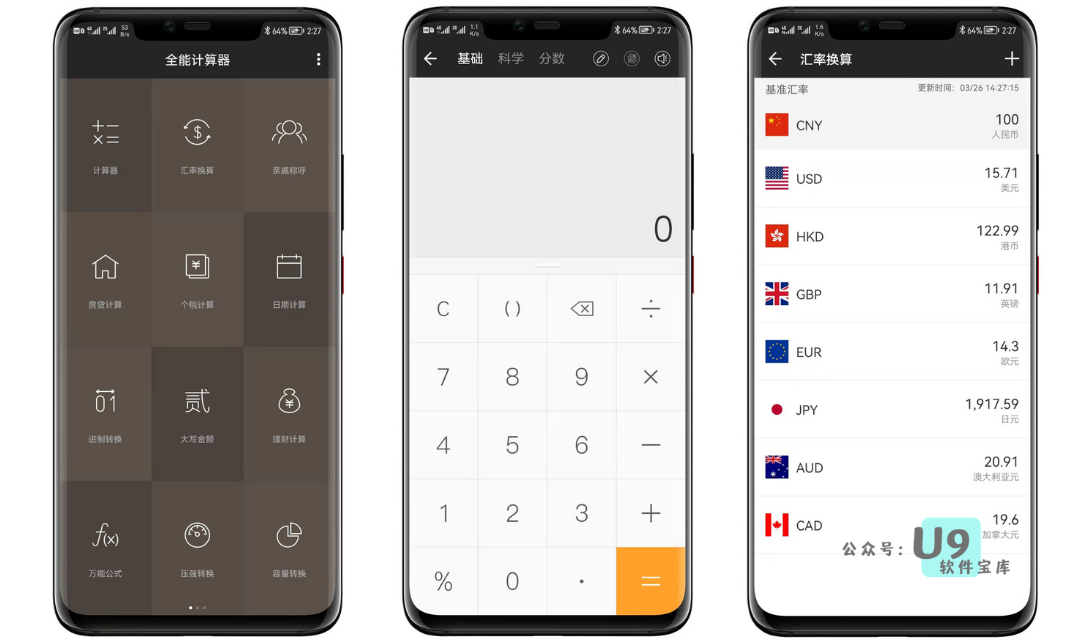 53 B/s
64% 2:27
全能计算器
计算器 汇率换算 亲戚称呼
房贷计算 个税计算 日期计算
01 贰
进制转换 大写金额 理财计算
f(x)
万能公式 压强转换 容量转换
1.1 K/s
64% 2:27
基础 科学 分数
0
C ( ) ÷
7 8 9 ×
4 5 6 −
1 2 3 +
% 0 · =
1.6 K/s
64% 2:27
汇率换算 +
基准汇率 更新时间：03/26 14:27:15
CNY 100
人民币
USD 15.71
美元
HKD 122.99
港币
GBP 11.91
英镑
EUR 14.3
欧元
JPY 1,917.59
日元
AUD 20.91
澳大利亚元
CAD 19.6
加拿大元
公众号：U9
软件宝库